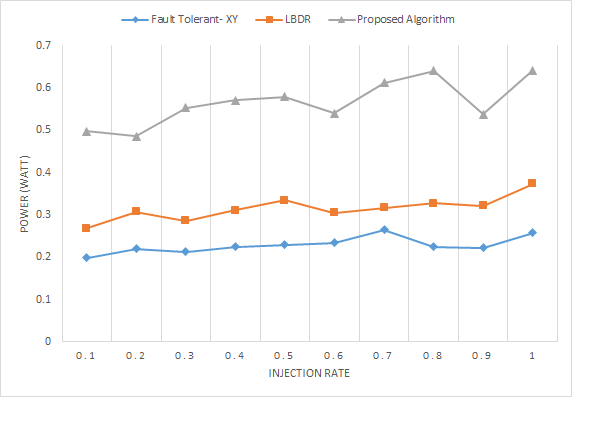 Fault Tolerant- XY LBDR Proposed Algorithm
0.7
0.6
0.5
0.4
0.3
0.2
0.1
0
POWER (WATT)
0.1 0.2 0.3 0.4 0.5 0.6 0.7 0.8 0.9 1
INJECTION RATE